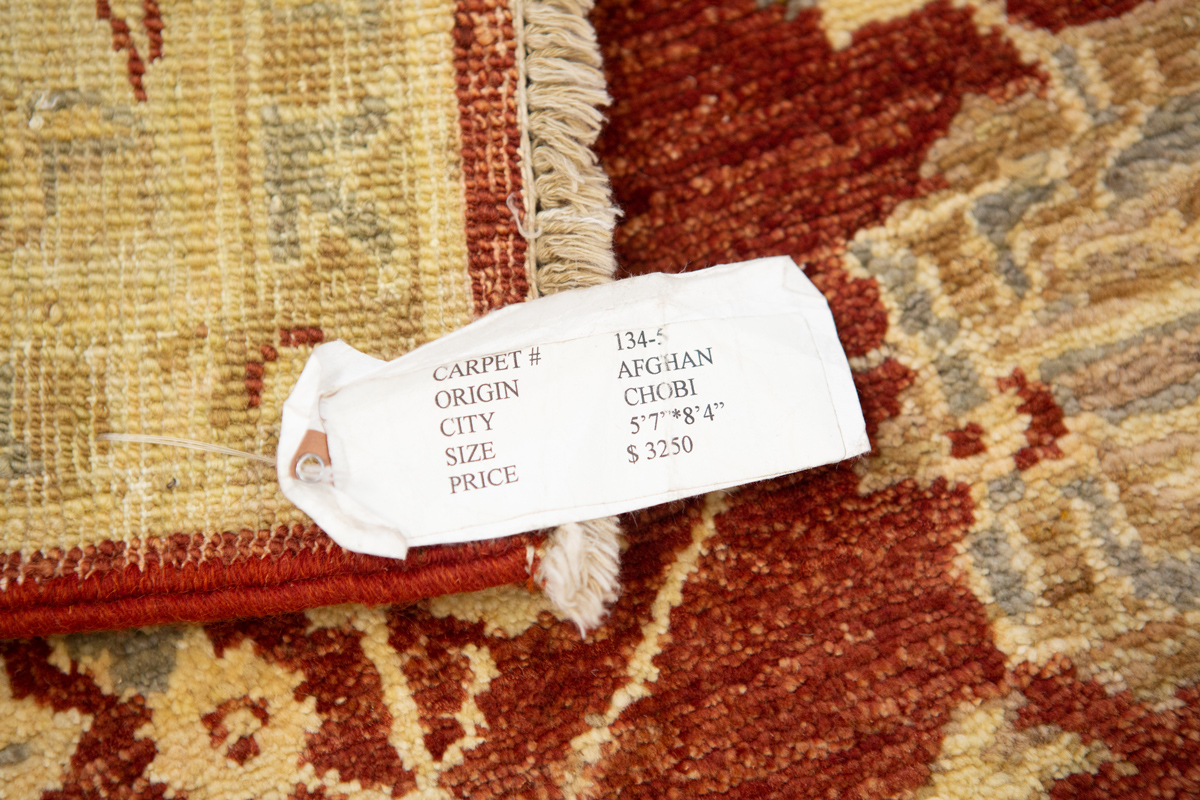 CARPET # 134-5
ORIGIN AFGHAN
CITY CHOBI
SIZE 5’7”*8’4”
PRICE $ 3250